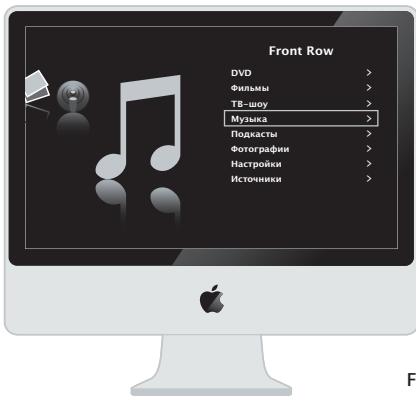 Front Row
DVD >
Фильмы >
ТВ-шоу >
Музыка >
Подкасты >
Фотографии >
Настройки >
Источники >
F